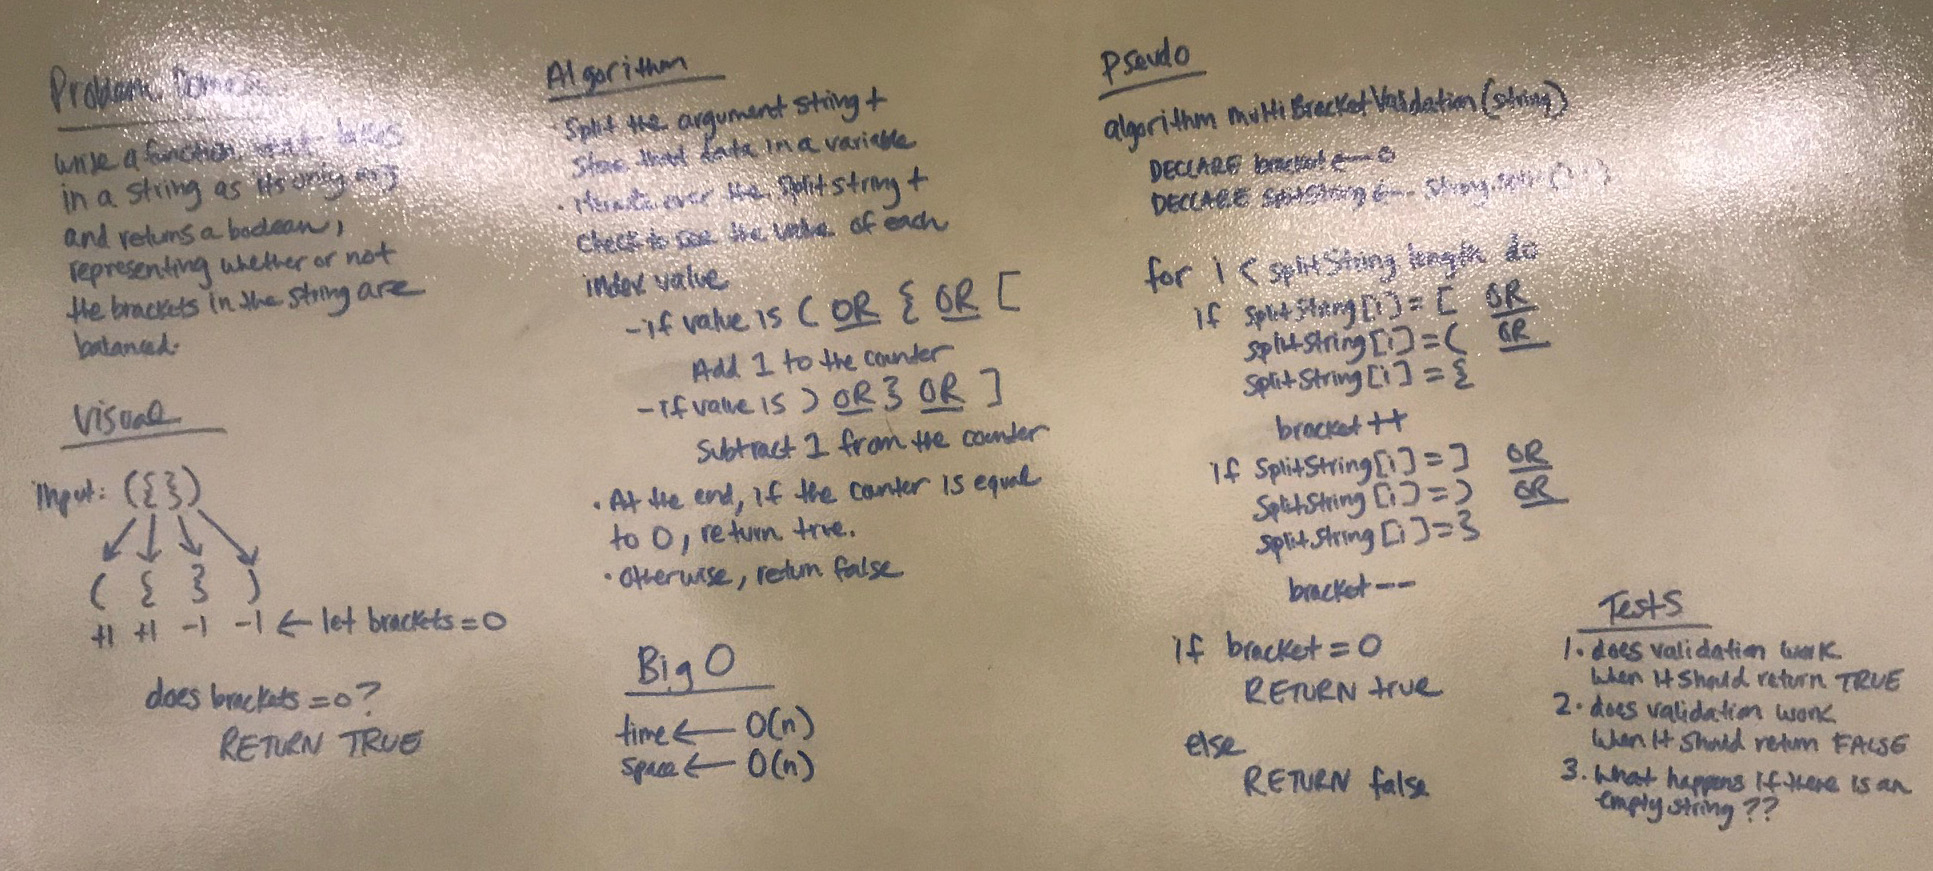 Problem Domain
write a function that takes
in a string as its only arg
and returns a boolean,
representing whether or not
the brackets in the string are
balanced.
Visual
Input: ({})
( { } )
+1 +1 -1 -1 ← let brackets = 0
does brackets = 0?
RETURN TRUE
Algorithm
· Split the argument string +
store that data in a variable
· iterate over the split string +
check to see the value of each
index value
- if value is ( OR { OR [
Add 1 to the counter
- if value is ) OR } OR ]
Subtract 1 from the counter
· At the end, if the counter is equal
to 0, return true.
· Otherwise, return false
Big O
time ← O(n)
space ← O(n)
Pseudo
algorithm multiBracketValidation(string)
DECLARE bracket ← 0
DECLARE splitString ← string.split('')
for i < splitString length do
if splitString[i] = [ OR
splitString[i] = ( OR
splitString[i] = {
bracket ++
if splitString[i] = ] OR
splitString[i] = ) OR
splitString[i] = }
bracket --
if bracket = 0
RETURN true
else
RETURN false
Tests
1. does validation work
when it should return TRUE
2. does validation work
when it should return FALSE
3. What happens if there is an
empty string ??